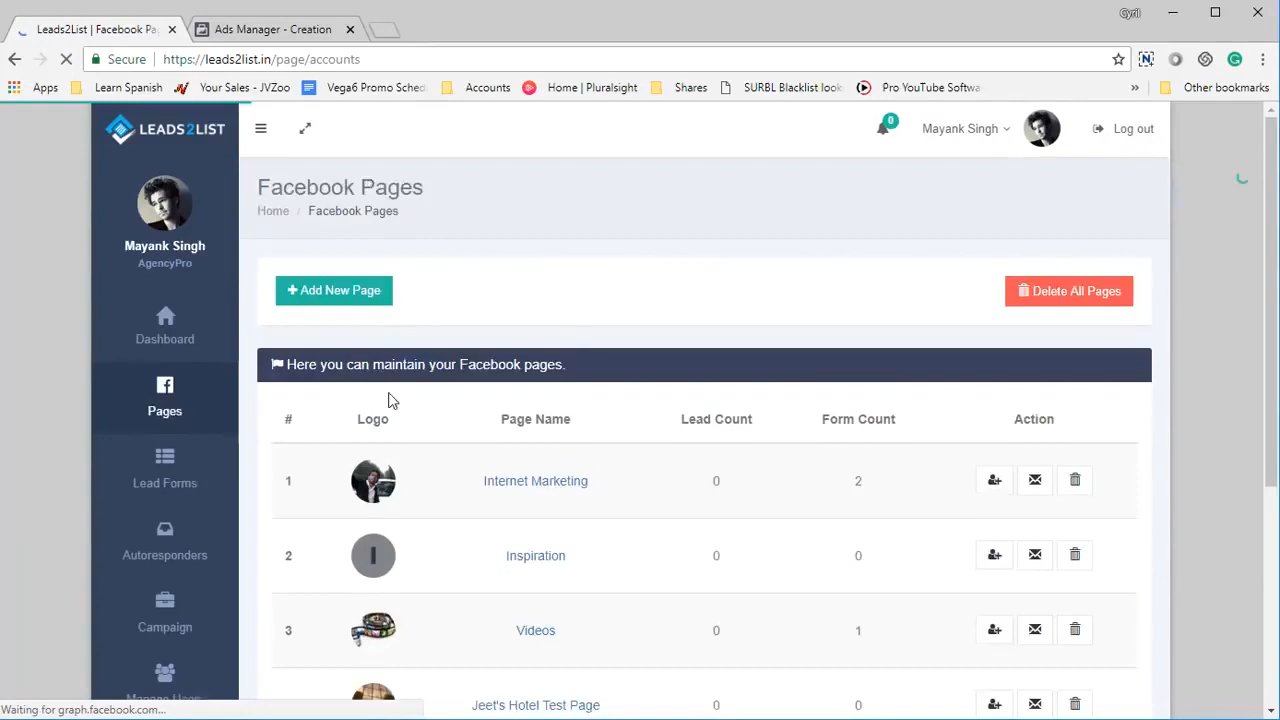 Cyril
Leads2List | Facebook Pa
Ads Manager - Creation
Secure https://leads2list.in/page/accounts
Apps Learn Spanish Your Sales - JVZoo Vega6 Promo Sched Accounts Home | Pluralsight Shares SURBL Blacklist look Pro YouTube Softwa » Other bookmarks
LEADS2LIST
0
Mayank Singh
Log out
Mayank Singh
AgencyPro
Dashboard
Pages
Lead Forms
Autoresponders
Campaign
Manage Users
Facebook Pages
Home / Facebook Pages
+ Add New Page
Delete All Pages
Here you can maintain your Facebook pages.
# Logo Page Name Lead Count Form Count Action
1 Internet Marketing 0 2
2 I Inspiration 0 0
3 Videos 0 1
Jeet's Hotel Test Page 0 0
Waiting for graph.facebook.com...